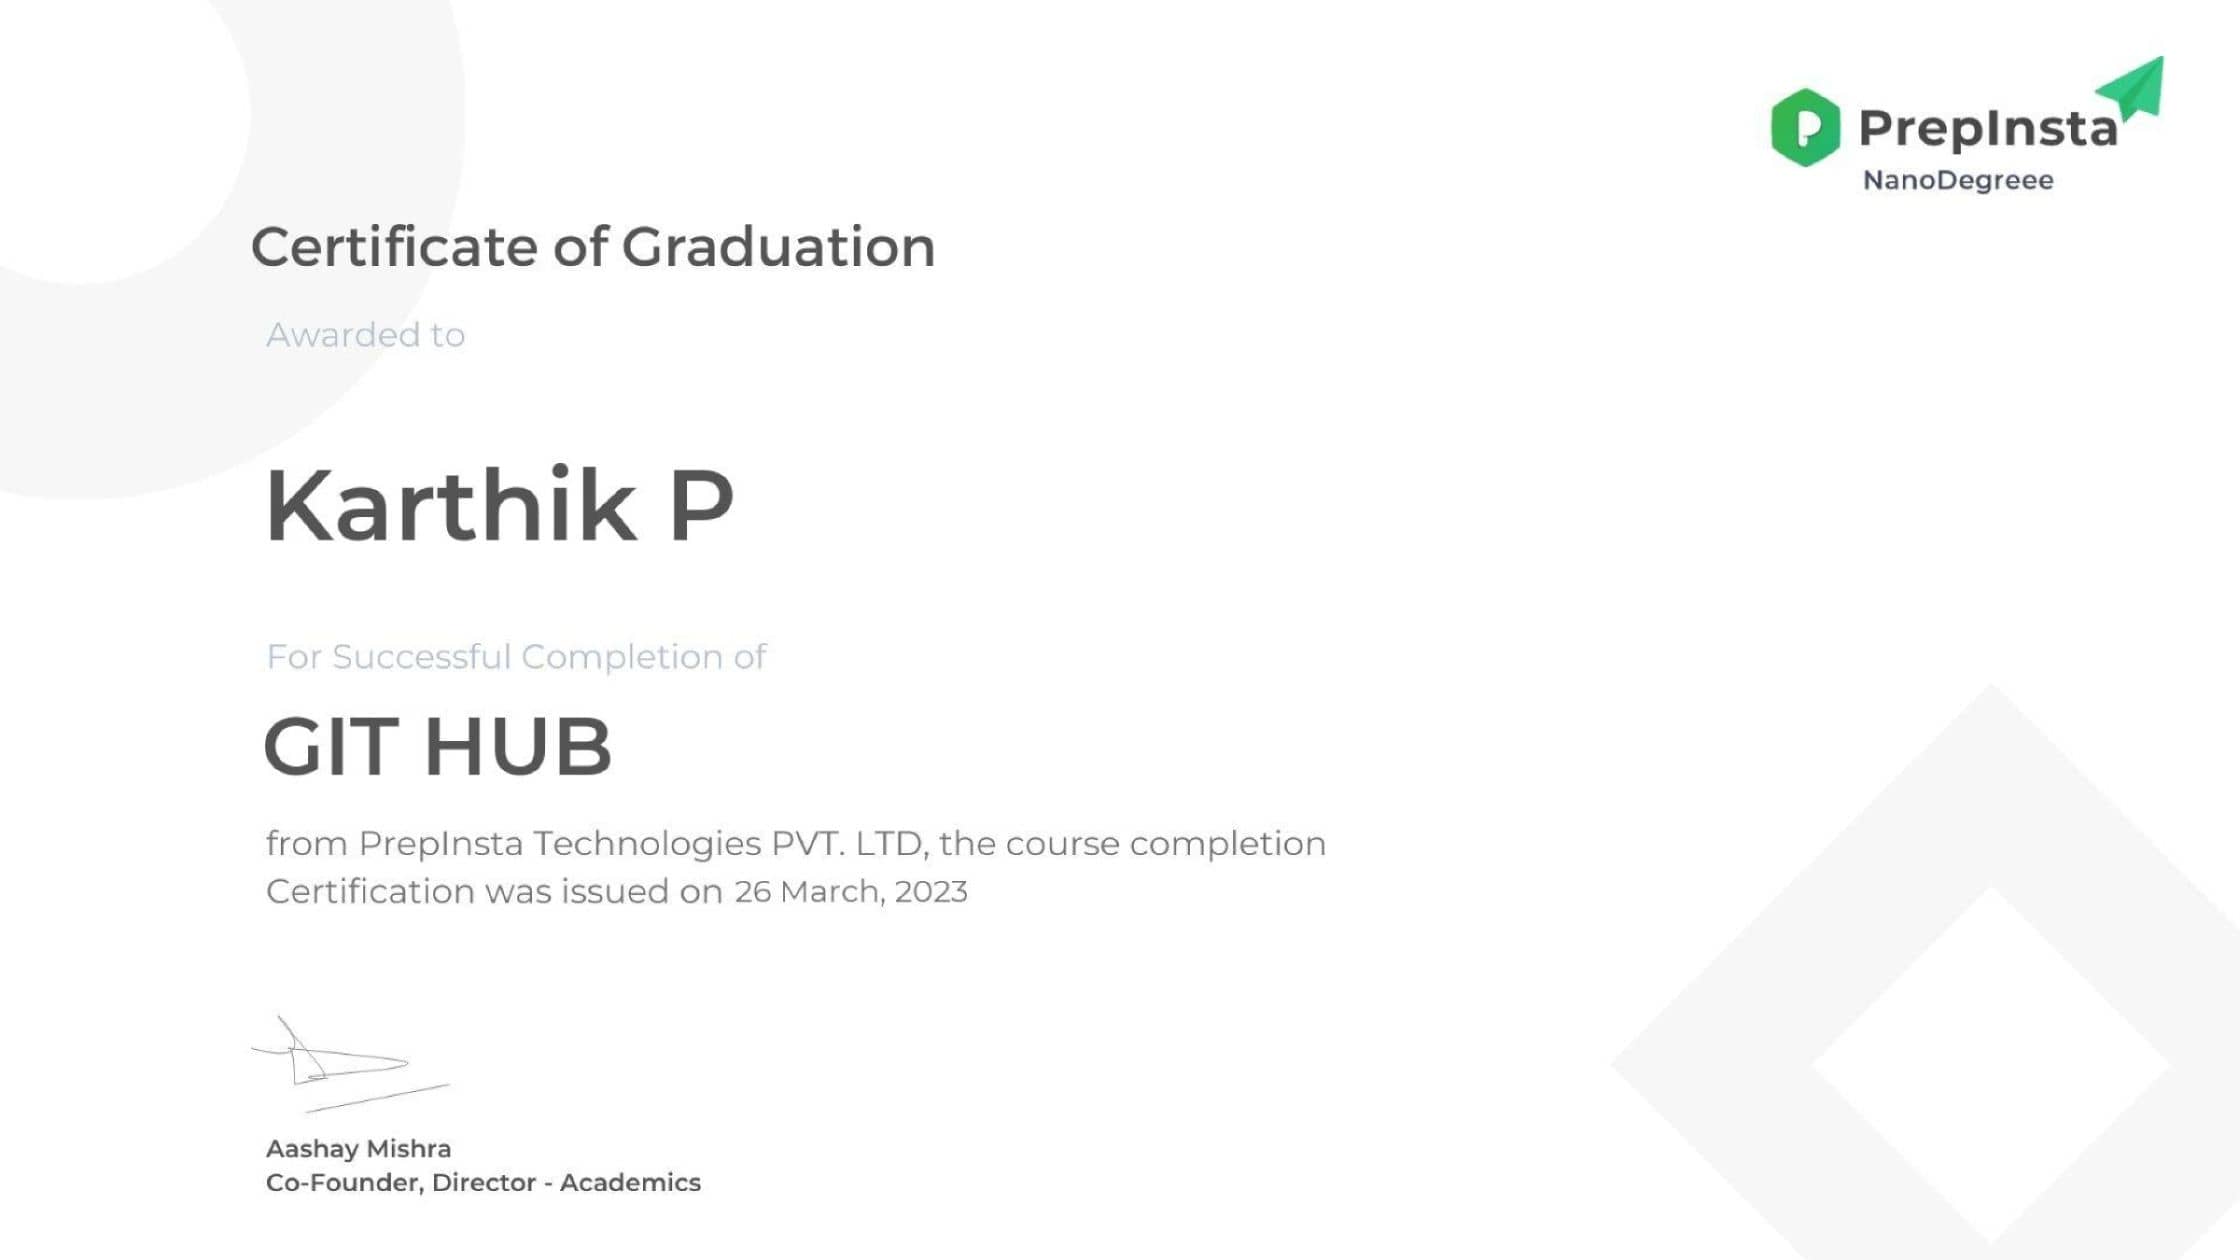 PrepInsta
NanoDegreee
Certificate of Graduation
Awarded to
Karthik P
For Successful Completion of
GIT HUB
from PrepInsta Technologies PVT. LTD, the course completion
Certification was issued on 26 March, 2023
Aashay Mishra
Co-Founder, Director - Academics